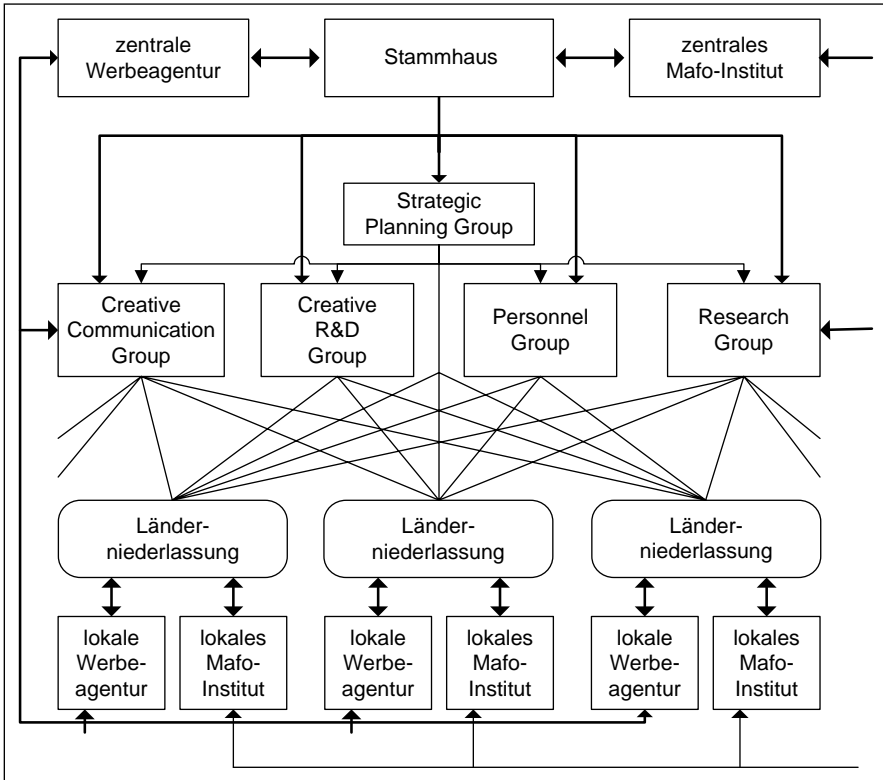 zentrale
Werbeagentur
Stammhaus
zentrales
Mafo-Institut
Strategic
Planning Group
Creative
Communication
Group
Creative
R&D
Group
Personnel
Group
Research
Group
Länder-
niederlassung
Länder-
niederlassung
Länder-
niederlassung
lokale
Werbe-
agentur
lokales
Mafo-
Institut
lokale
Werbe-
agentur
lokales
Mafo-
Institut
lokale
Werbe-
agentur
lokales
Mafo-
Institut